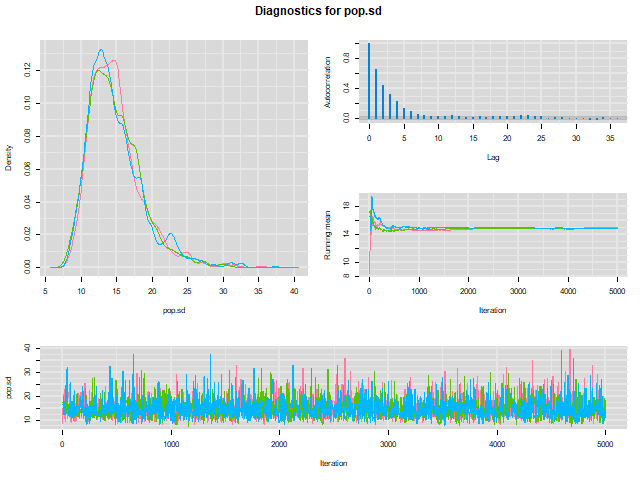 Diagnostics for pop.sd
Density
0.00 0.02 0.04 0.06 0.08 0.10 0.12
5 10 15 20 25 30 35 40
pop.sd
Autocorrelation
0.0 0.4 0.8
0 5 10 15 20 25 30 35
Lag
Running mean
8 10 14 18
0 1000 2000 3000 4000 5000
Iteration
pop.sd
10 20 30 40
0 1000 2000 3000 4000 5000
Iteration